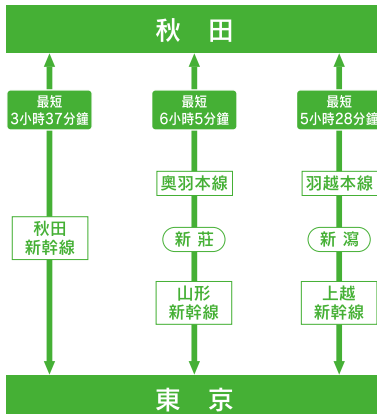 秋 田
最短
3小時37分鐘
最短
6小時5分鐘
最短
5小時28分鐘
奧羽本線
羽越本線
秋田
新幹線
新 莊
新 潟
山形
新幹線
上越
新幹線
東 京